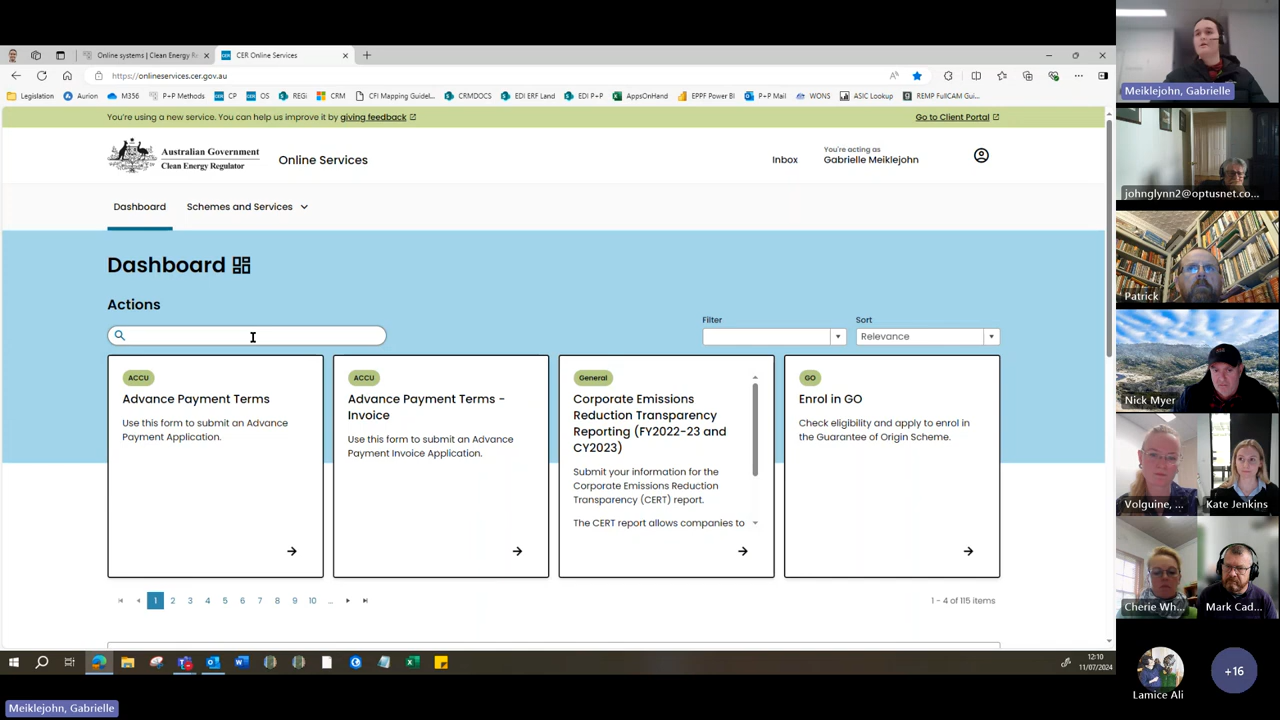 Online systems | Clean Energy Re
CER Online Services
https://onlineservices.cer.gov.au
Legislation
Aurion
M356
P+P Methods
CP
OS
REGi
CRM
CFI Mapping Guidel...
CRMDOCS
EDI ERF Land
EDI P+P
AppsOnHand
EPPF Power BI
P+P Mail
WONS
ASIC Lookup
REMP FullCAM Gui...
You're using a new service. You can help us improve it by giving feedback
Go to Client Portal
Australian Government
Clean Energy Regulator
Online Services
Inbox
You're acting as
Gabrielle Meiklejohn
Dashboard
Schemes and Services
Dashboard
Actions
Filter
Sort
Relevance
ACCU
Advance Payment Terms
Use this form to submit an Advance
Payment Application.
ACCU
Advance Payment Terms -
Invoice
Use this form to submit an Advance
Payment Invoice Application.
General
Corporate Emissions
Reduction Transparency
Reporting (FY2022-23 and
CY2023)
Submit your information for the
Corporate Emissions Reduction
Transparency (CERT) report.
The CERT report allows companies to
GO
Enrol in GO
Check eligibility and apply to enrol in
the Guarantee of Origin Scheme.
1 2 3 4 5 6 7 8 9 10 ...
1 - 4 of 115 items
12:10
11/07/2024
Meiklejohn, Gabrielle
Meiklejohn, Gabrielle
johnglynn2@optusnet.co...
Patrick
Nick Myer
Volguine, ...
Kate Jenkins
Cherie Wh...
Mark Cad...
Lamice Ali
+16